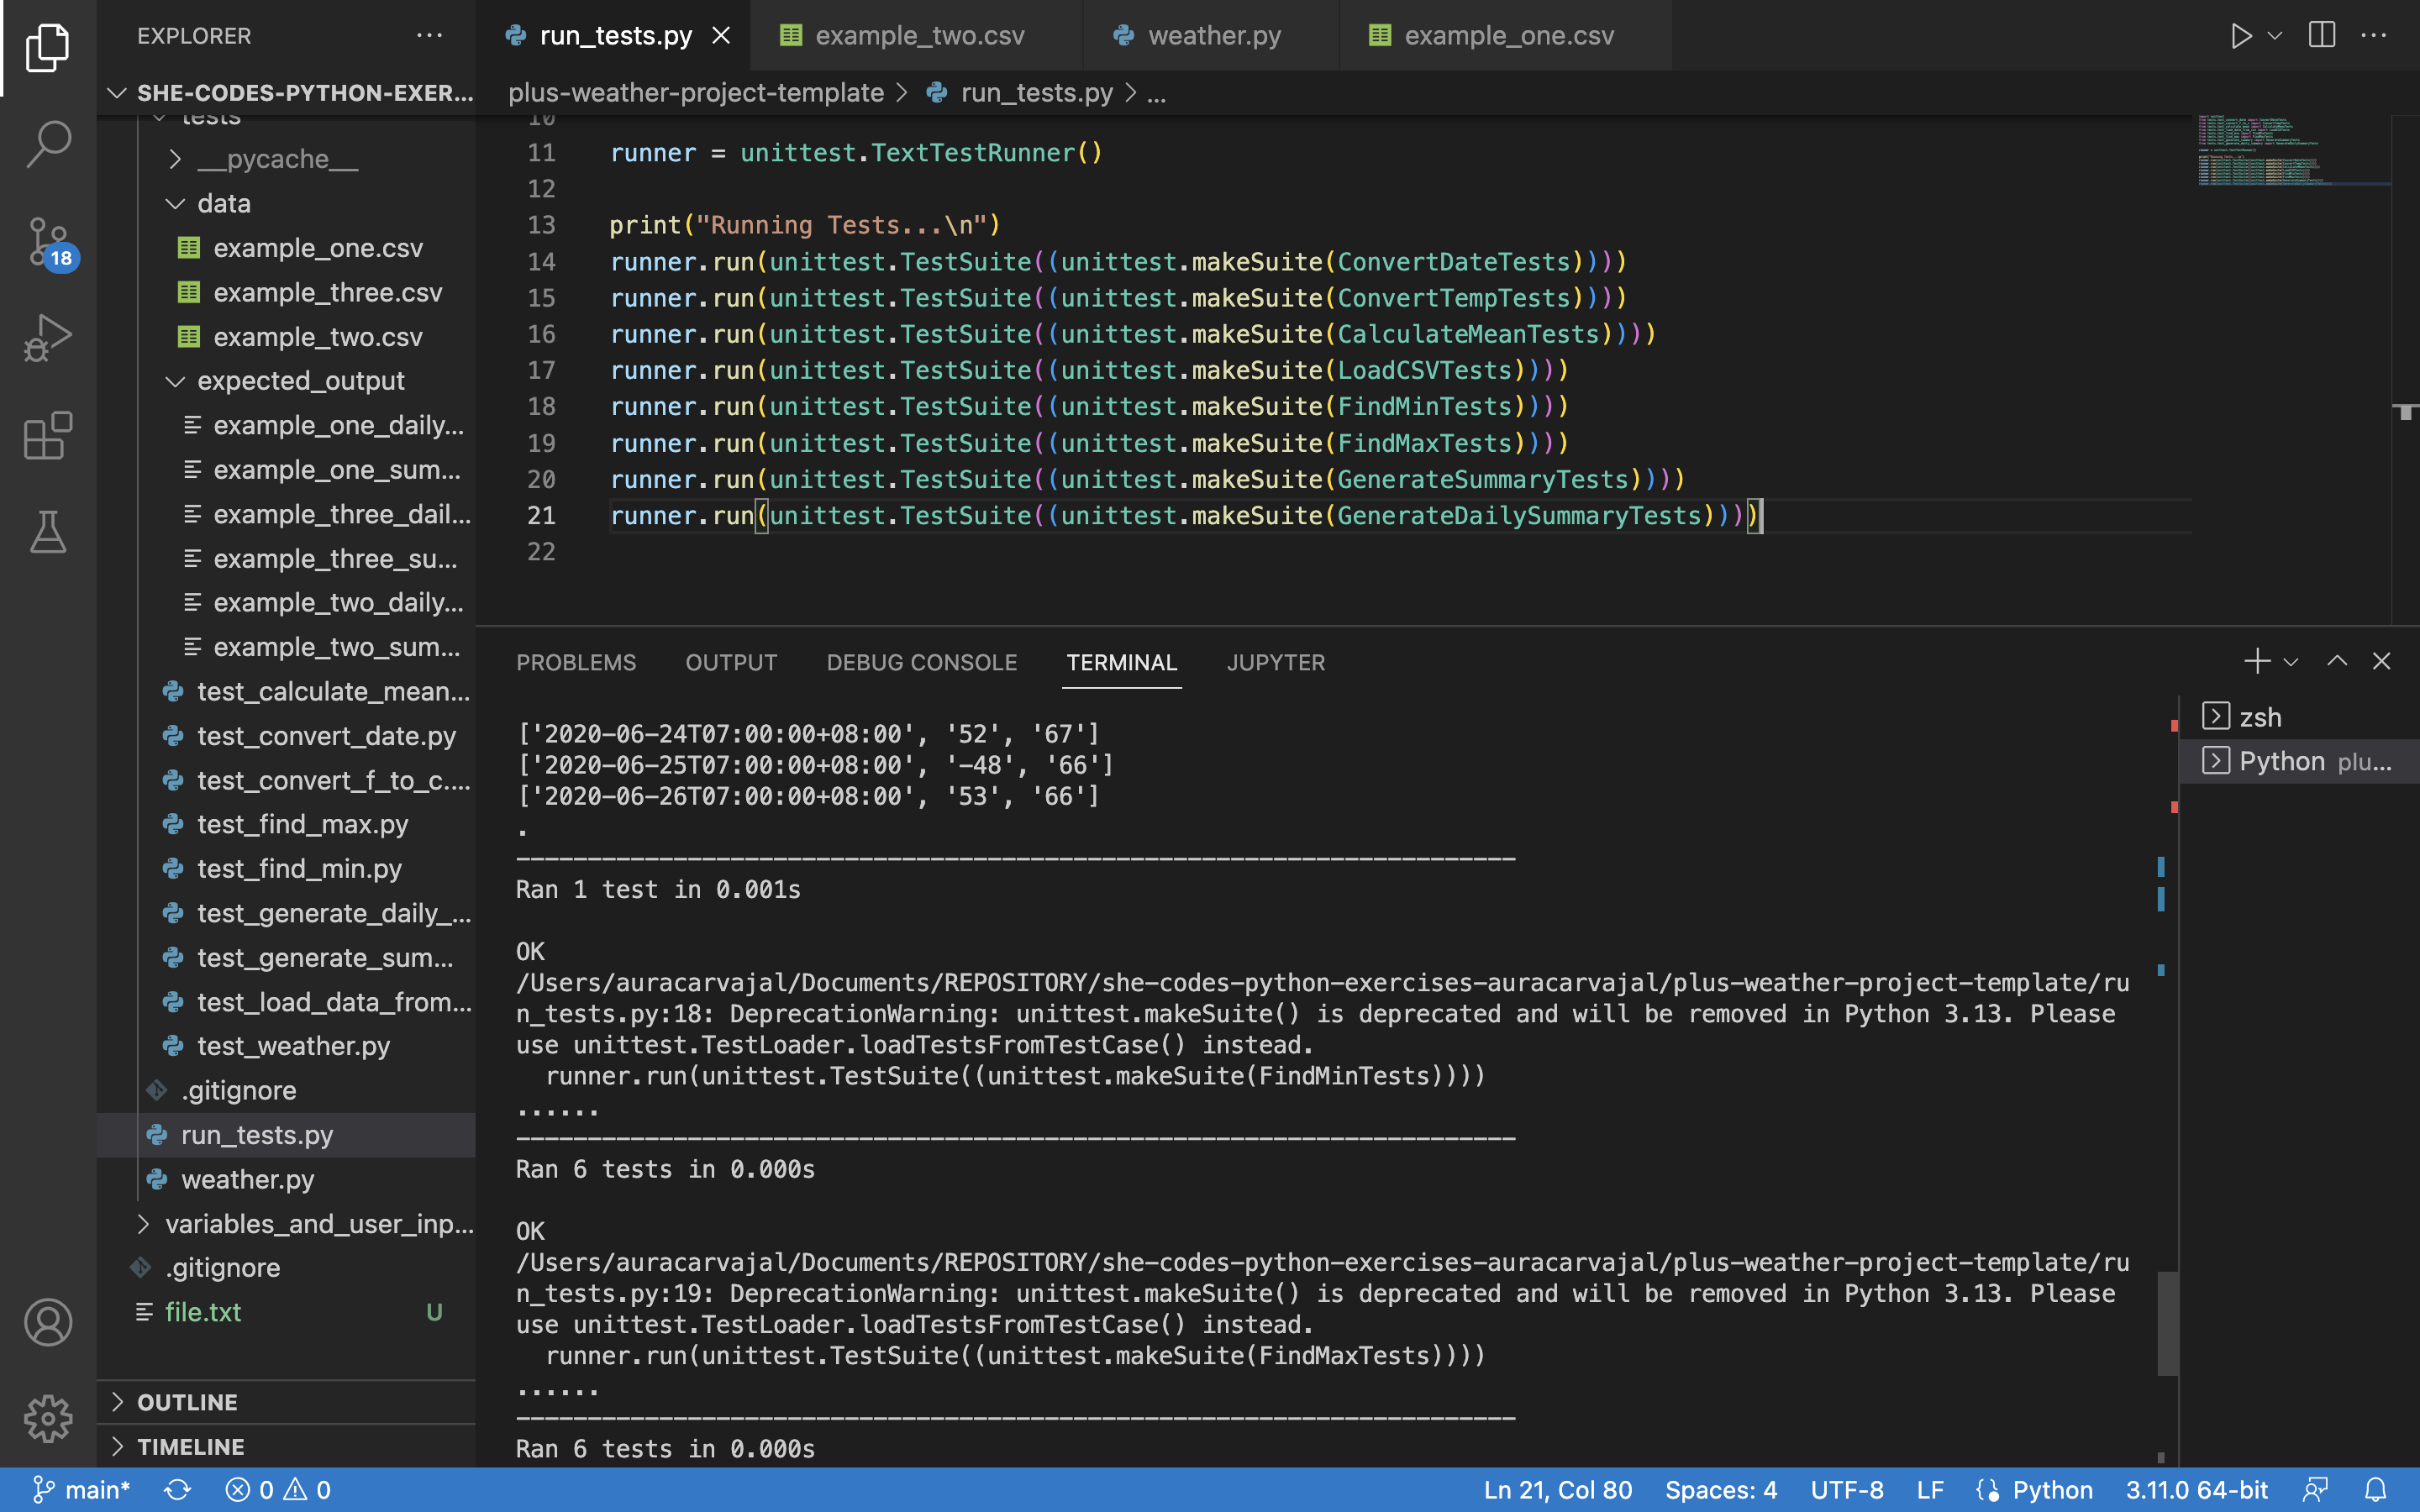 EXPLORER
SHE-CODES-PYTHON-EXER...
tests
__pycache__
data
example_one.csv
example_three.csv
example_two.csv
expected_output
example_one_daily...
example_one_sum...
example_three_dail...
example_three_su...
example_two_daily...
example_two_sum...
test_calculate_mean...
test_convert_date.py
test_convert_f_to_c....
test_find_max.py
test_find_min.py
test_generate_daily_...
test_generate_sum...
test_load_data_from...
test_weather.py
.gitignore
run_tests.py
weather.py
variables_and_user_inp...
.gitignore
file.txt U
OUTLINE
TIMELINE
18
run_tests.py example_two.csv weather.py example_one.csv
plus-weather-project-template > run_tests.py > ...
10
11 runner = unittest.TextTestRunner()
12
13 print("Running Tests...\n")
14 runner.run(unittest.TestSuite((unittest.makeSuite(ConvertDateTests))))
15 runner.run(unittest.TestSuite((unittest.makeSuite(ConvertTempTests))))
16 runner.run(unittest.TestSuite((unittest.makeSuite(CalculateMeanTests))))
17 runner.run(unittest.TestSuite((unittest.makeSuite(LoadCSVTests))))
18 runner.run(unittest.TestSuite((unittest.makeSuite(FindMinTests))))
19 runner.run(unittest.TestSuite((unittest.makeSuite(FindMaxTests))))
20 runner.run(unittest.TestSuite((unittest.makeSuite(GenerateSummaryTests))))
21 runner.run(unittest.TestSuite((unittest.makeSuite(GenerateDailySummaryTests))))
22
PROBLEMS OUTPUT DEBUG CONSOLE TERMINAL JUPYTER
['2020-06-24T07:00:00+08:00', '52', '67']
['2020-06-25T07:00:00+08:00', '-48', '66']
['2020-06-26T07:00:00+08:00', '53', '66']
.
----------------------------------------------------------------------
Ran 1 test in 0.001s
OK
/Users/auracarvajal/Documents/REPOSITORY/she-codes-python-exercises-auracarvajal/plus-weather-project-template/ru
n_tests.py:18: DeprecationWarning: unittest.makeSuite() is deprecated and will be removed in Python 3.13. Please
use unittest.TestLoader.loadTestsFromTestCase() instead.
runner.run(unittest.TestSuite((unittest.makeSuite(FindMinTests))))
......
----------------------------------------------------------------------
Ran 6 tests in 0.000s
OK
/Users/auracarvajal/Documents/REPOSITORY/she-codes-python-exercises-auracarvajal/plus-weather-project-template/ru
n_tests.py:19: DeprecationWarning: unittest.makeSuite() is deprecated and will be removed in Python 3.13. Please
use unittest.TestLoader.loadTestsFromTestCase() instead.
runner.run(unittest.TestSuite((unittest.makeSuite(FindMaxTests))))
......
----------------------------------------------------------------------
Ran 6 tests in 0.000s
zsh
Python plu...
main* 0 0 Ln 21, Col 80 Spaces: 4 UTF-8 LF Python 3.11.0 64-bit